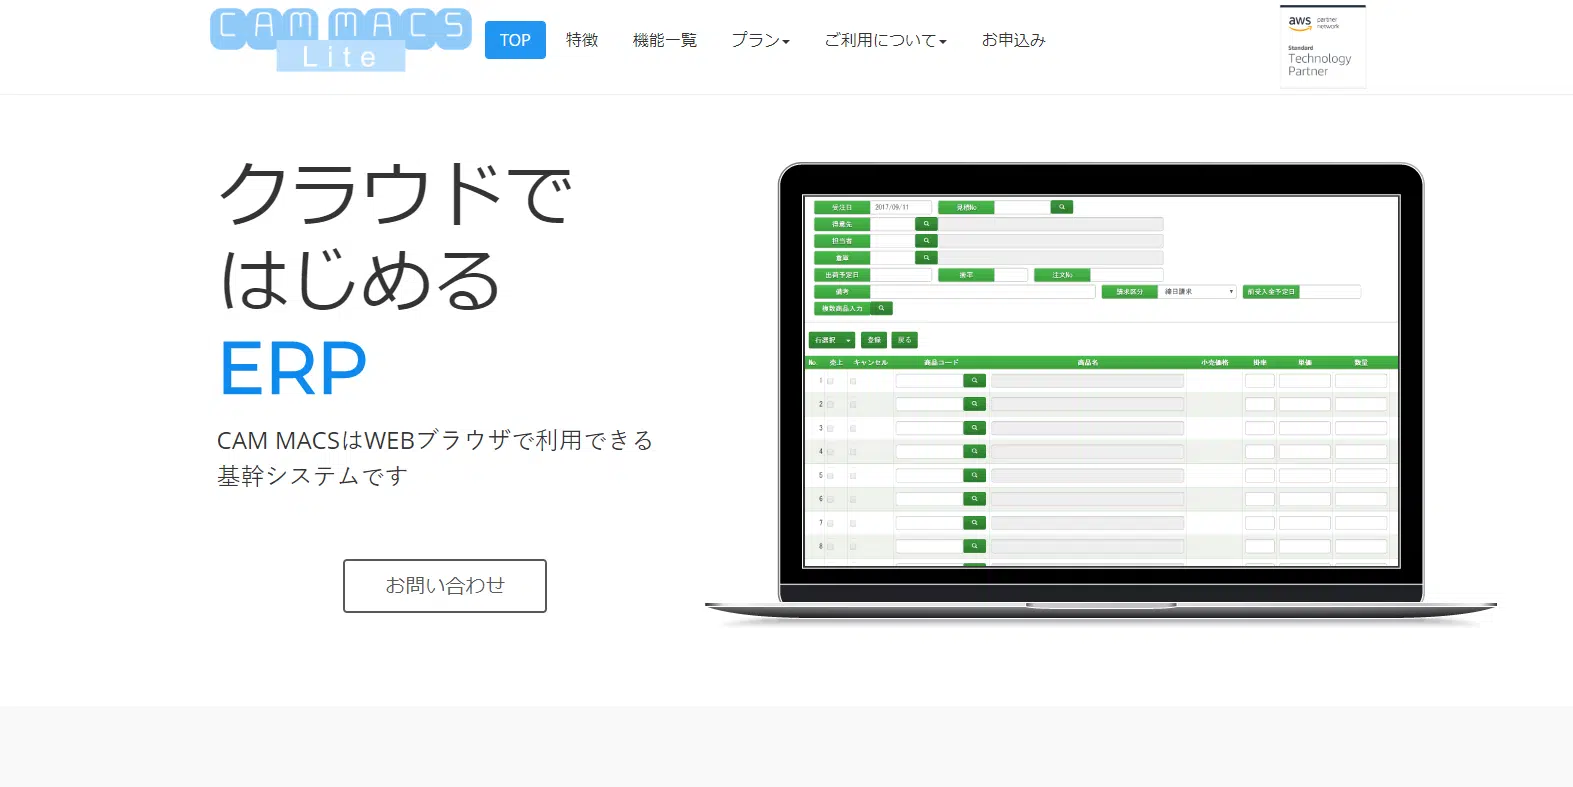 CAM MACS
Lite
TOP
特徴
機能一覧
プラン
ご利用について
お申込み
aws partner network
Standard
Technology
Partner
クラウドで
はじめる
ERP
CAM MACSはWEBブラウザで利用できる
基幹システムです
お問い合わせ
受注日 2017/09/11 見積No
得意先
担当者
倉庫
出荷予定日 掛率 注文No
備考 請求区分 締日請求 前受入金予定日
複数商品入力
行選択 登録 戻る
No. 売上 キャンセル 商品コード 商品名 小売価格 掛率 単価 数量
1
2
3
4
5
6
7
8